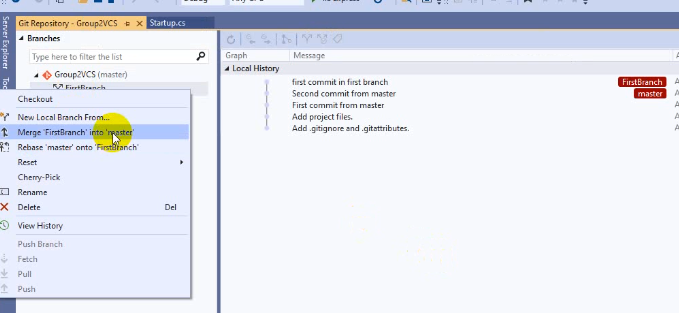 Git Repository - Group2VCS
Startup.cs
Server Explorer
Branches
Type here to filter the list
Group2VCS (master)
FirstBranch
Checkout
New Local Branch From...
Merge 'FirstBranch' into 'master'
Rebase 'master' onto 'FirstBranch'
Reset
Cherry-Pick
Rename
Delete Del
View History
Push Branch
Fetch
Pull
Push
Graph Message
Local History
first commit in first branch FirstBranch
Second commit from master master
First commit from master
Add project files.
Add .gitignore and .gitattributes.